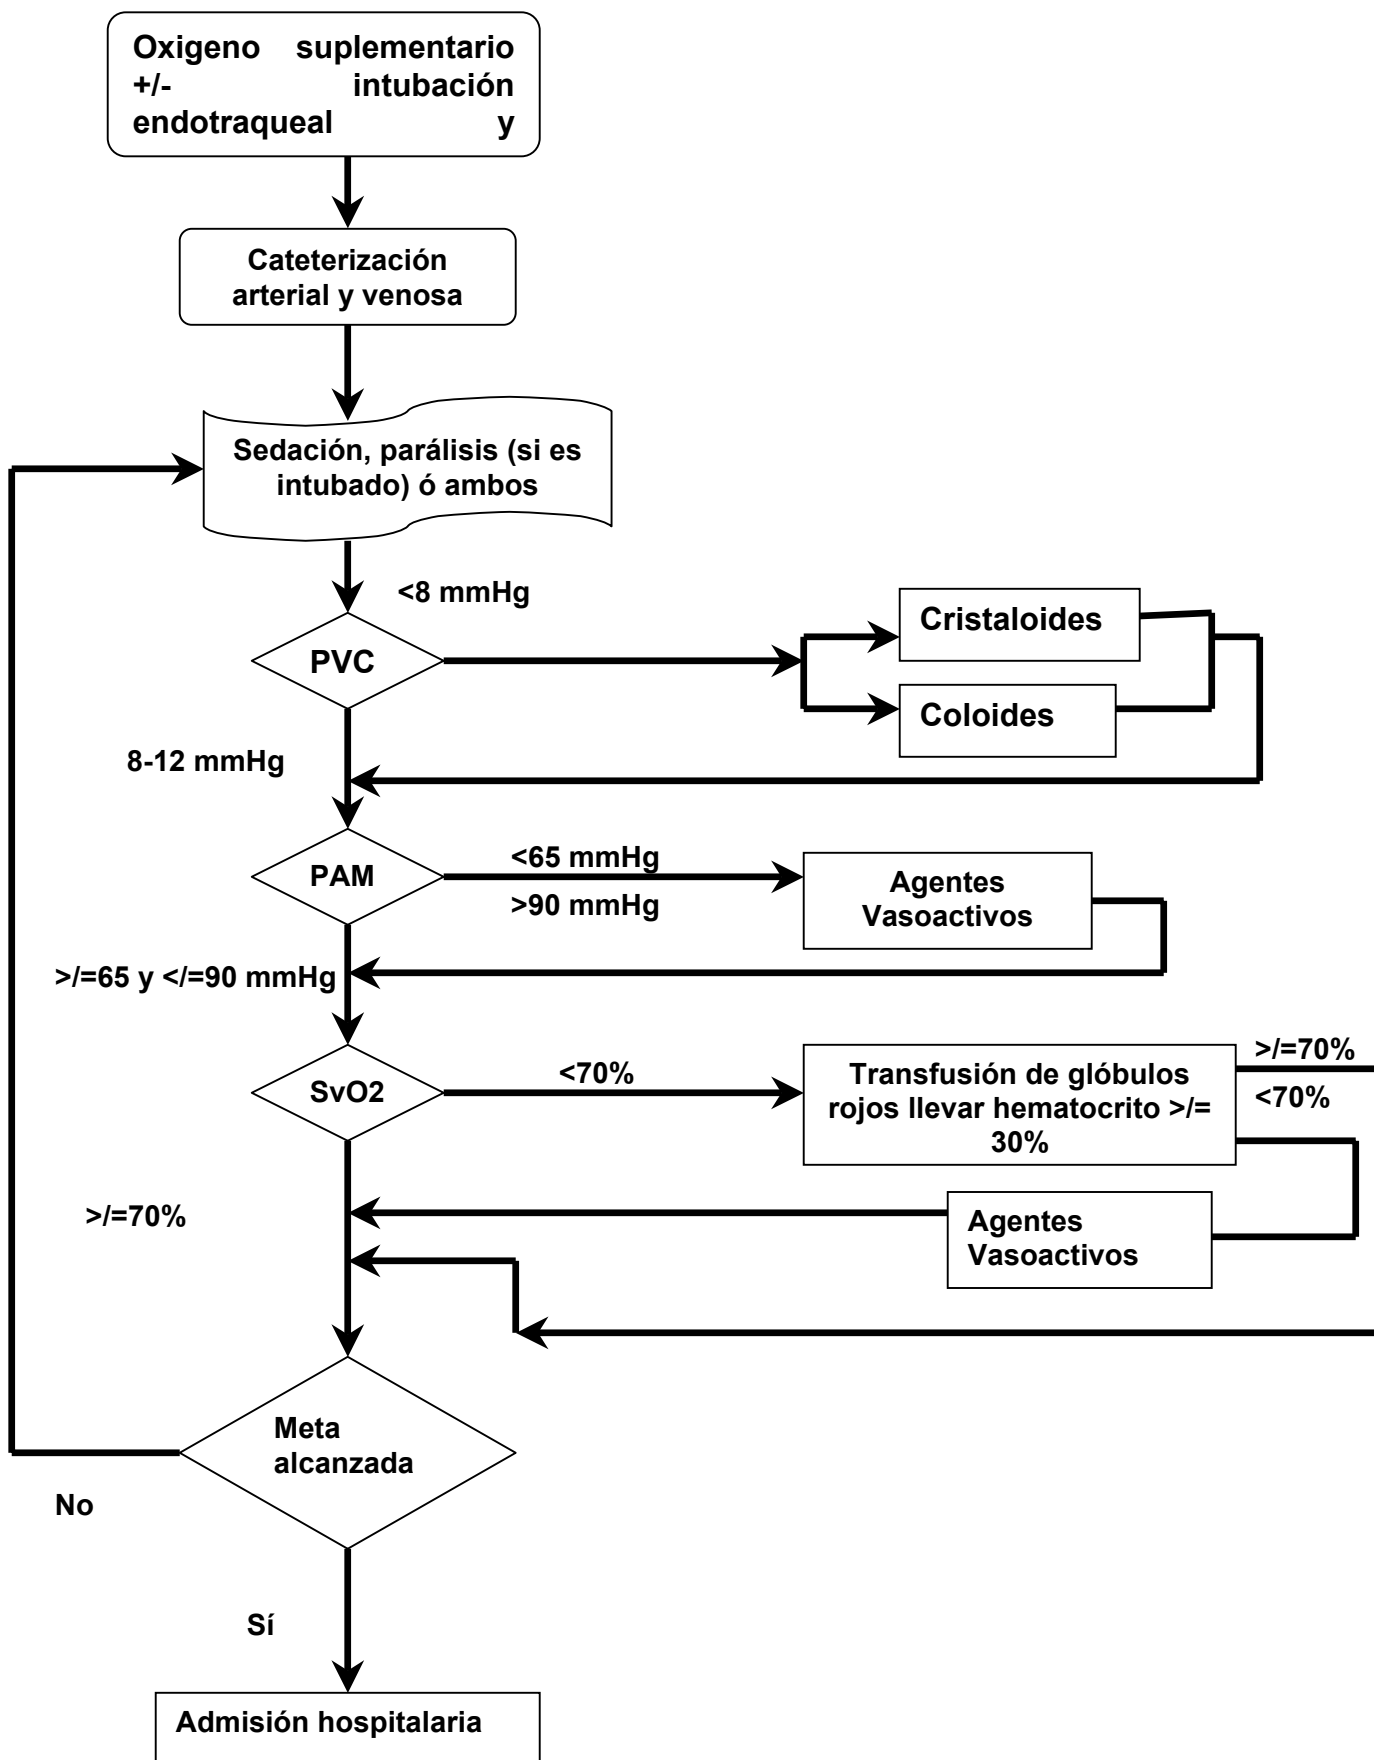 Oxigeno suplementario
+/- intubación
endotraqueal y
Cateterización
arterial y venosa
Sedación, parálisis (si es
intubado) ó ambos
<8 mmHg
Cristaloides
PVC
Coloides
8-12 mmHg
<65 mmHg
PAM
Agentes
Vasoactivos
>90 mmHg
>/=65 y </=90 mmHg
>/=70%
SvO2
<70%
Transfusión de glóbulos
rojos llevar hematocrito >/=
30%
<70%
>/=70%
Agentes
Vasoactivos
Meta
alcanzada
No
Sí
Admisión hospitalaria